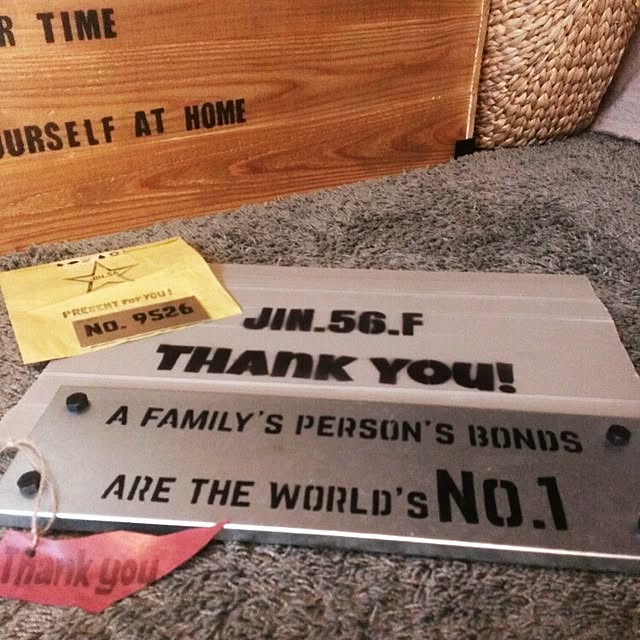 R TIME
OURSELF AT HOME
PRESENT FOR YOU!
NO. 9526
JIN.56.F
THANK YOU!
A FAMILY'S PERSON'S BONDS
ARE THE WORLD'S NO.1
Thank you